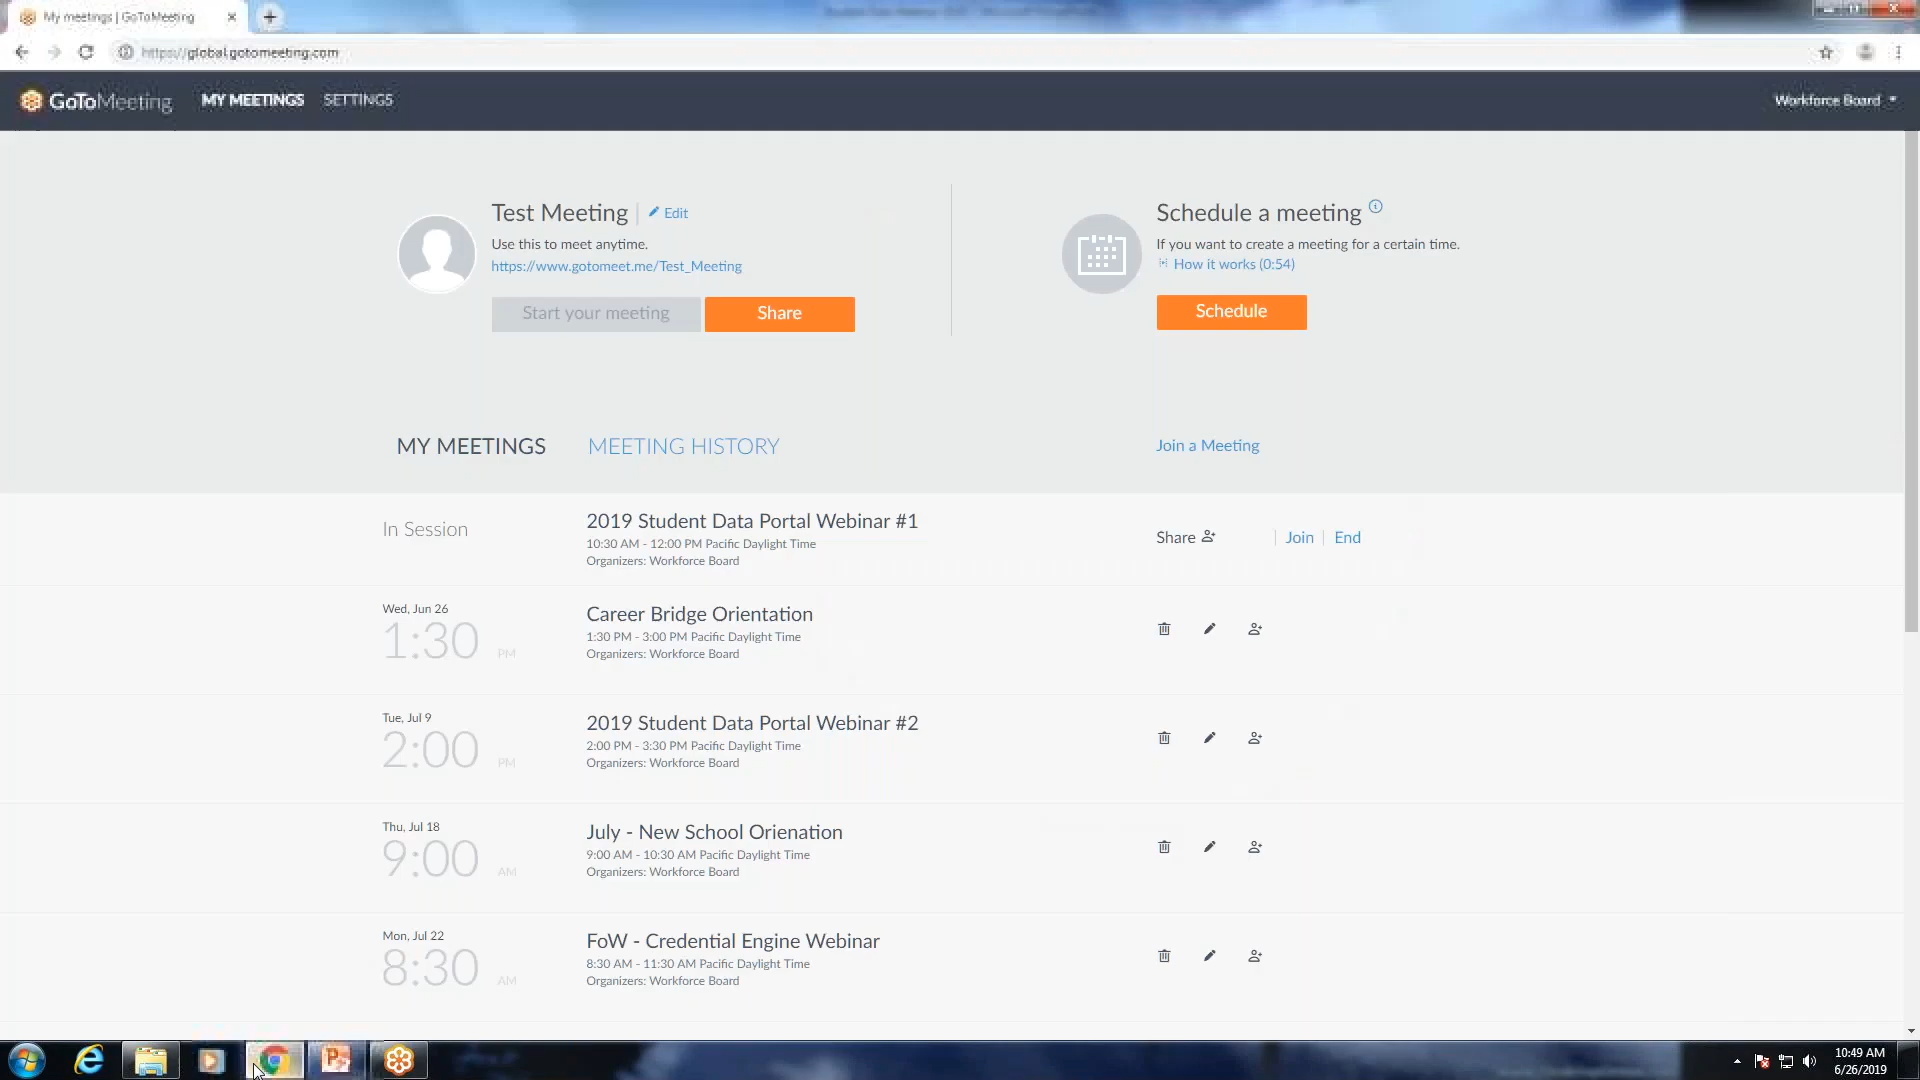 My meetings | GoToMeeting
https://global.gotomeeting.com
GoToMeeting MY MEETINGS SETTINGS Workforce Board
Test Meeting Edit
Use this to meet anytime.
https://www.gotomeet.me/Test_Meeting
Start your meeting Share
Schedule a meeting
If you want to create a meeting for a certain time.
How it works (0:54)
Schedule
MY MEETINGS MEETING HISTORY Join a Meeting
In Session
2019 Student Data Portal Webinar #1
10:30 AM - 12:00 PM Pacific Daylight Time
Organizers: Workforce Board
Share Join End
Wed, Jun 26
1:30 PM
Career Bridge Orientation
1:30 PM - 3:00 PM Pacific Daylight Time
Organizers: Workforce Board
Tue, Jul 9
2:00 PM
2019 Student Data Portal Webinar #2
2:00 PM - 3:30 PM Pacific Daylight Time
Organizers: Workforce Board
Thu, Jul 18
9:00 AM
July - New School Orienation
9:00 AM - 10:30 AM Pacific Daylight Time
Organizers: Workforce Board
Mon, Jul 22
8:30 AM
FoW - Credential Engine Webinar
8:30 AM - 11:30 AM Pacific Daylight Time
Organizers: Workforce Board
10:49 AM
6/26/2019